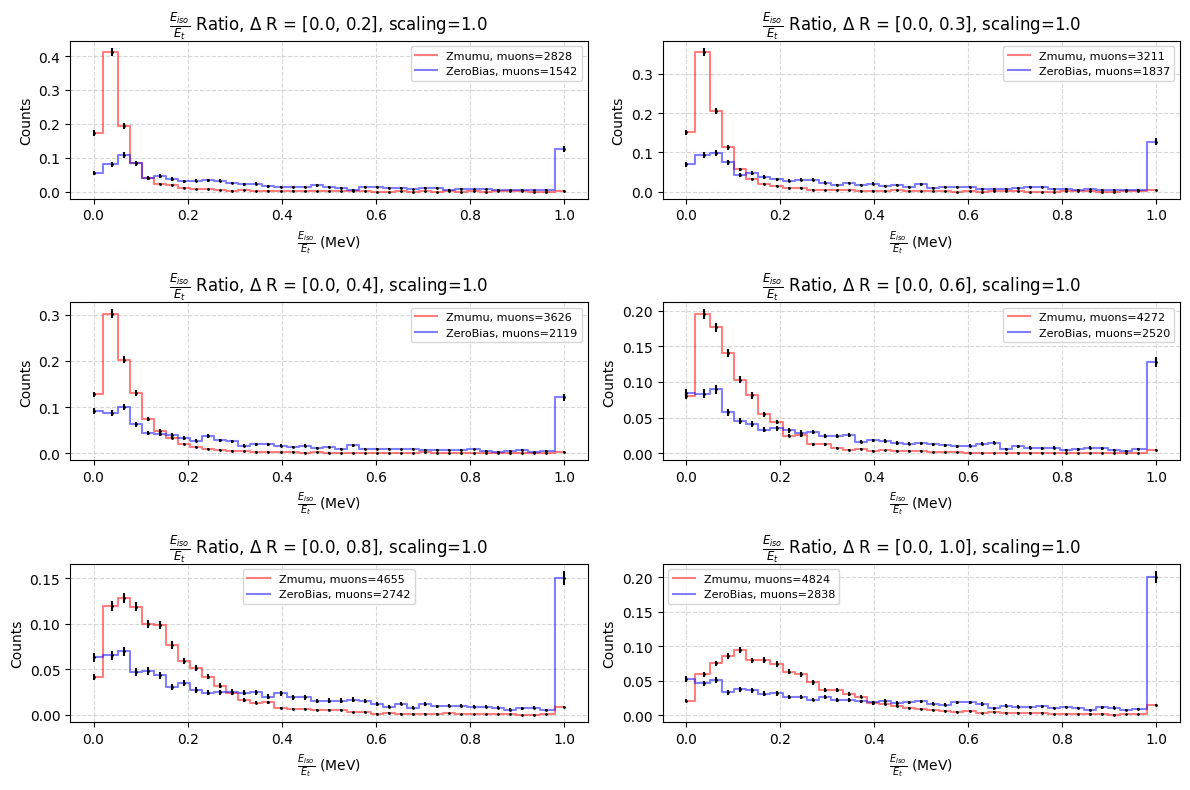 E_iso/E_t Ratio, Δ R = [0.0, 0.2], scaling=1.0
Counts
0.4
0.3
0.2
0.1
0.0
Zmumu, muons=2828
ZeroBias, muons=1542
0.0 0.2 0.4 0.6 0.8 1.0
E_iso/E_t (MeV)
E_iso/E_t Ratio, Δ R = [0.0, 0.3], scaling=1.0
Counts
0.3
0.2
0.1
0.0
Zmumu, muons=3211
ZeroBias, muons=1837
0.0 0.2 0.4 0.6 0.8 1.0
E_iso/E_t (MeV)
E_iso/E_t Ratio, Δ R = [0.0, 0.4], scaling=1.0
Counts
0.3
0.2
0.1
0.0
Zmumu, muons=3626
ZeroBias, muons=2119
0.0 0.2 0.4 0.6 0.8 1.0
E_iso/E_t (MeV)
E_iso/E_t Ratio, Δ R = [0.0, 0.6], scaling=1.0
Counts
0.20
0.15
0.10
0.05
0.00
Zmumu, muons=4272
ZeroBias, muons=2520
0.0 0.2 0.4 0.6 0.8 1.0
E_iso/E_t (MeV)
E_iso/E_t Ratio, Δ R = [0.0, 0.8], scaling=1.0
Counts
0.15
0.10
0.05
0.00
Zmumu, muons=4655
ZeroBias, muons=2742
0.0 0.2 0.4 0.6 0.8 1.0
E_iso/E_t (MeV)
E_iso/E_t Ratio, Δ R = [0.0, 1.0], scaling=1.0
Counts
0.20
0.15
0.10
0.05
0.00
Zmumu, muons=4824
ZeroBias, muons=2838
0.0 0.2 0.4 0.6 0.8 1.0
E_iso/E_t (MeV)